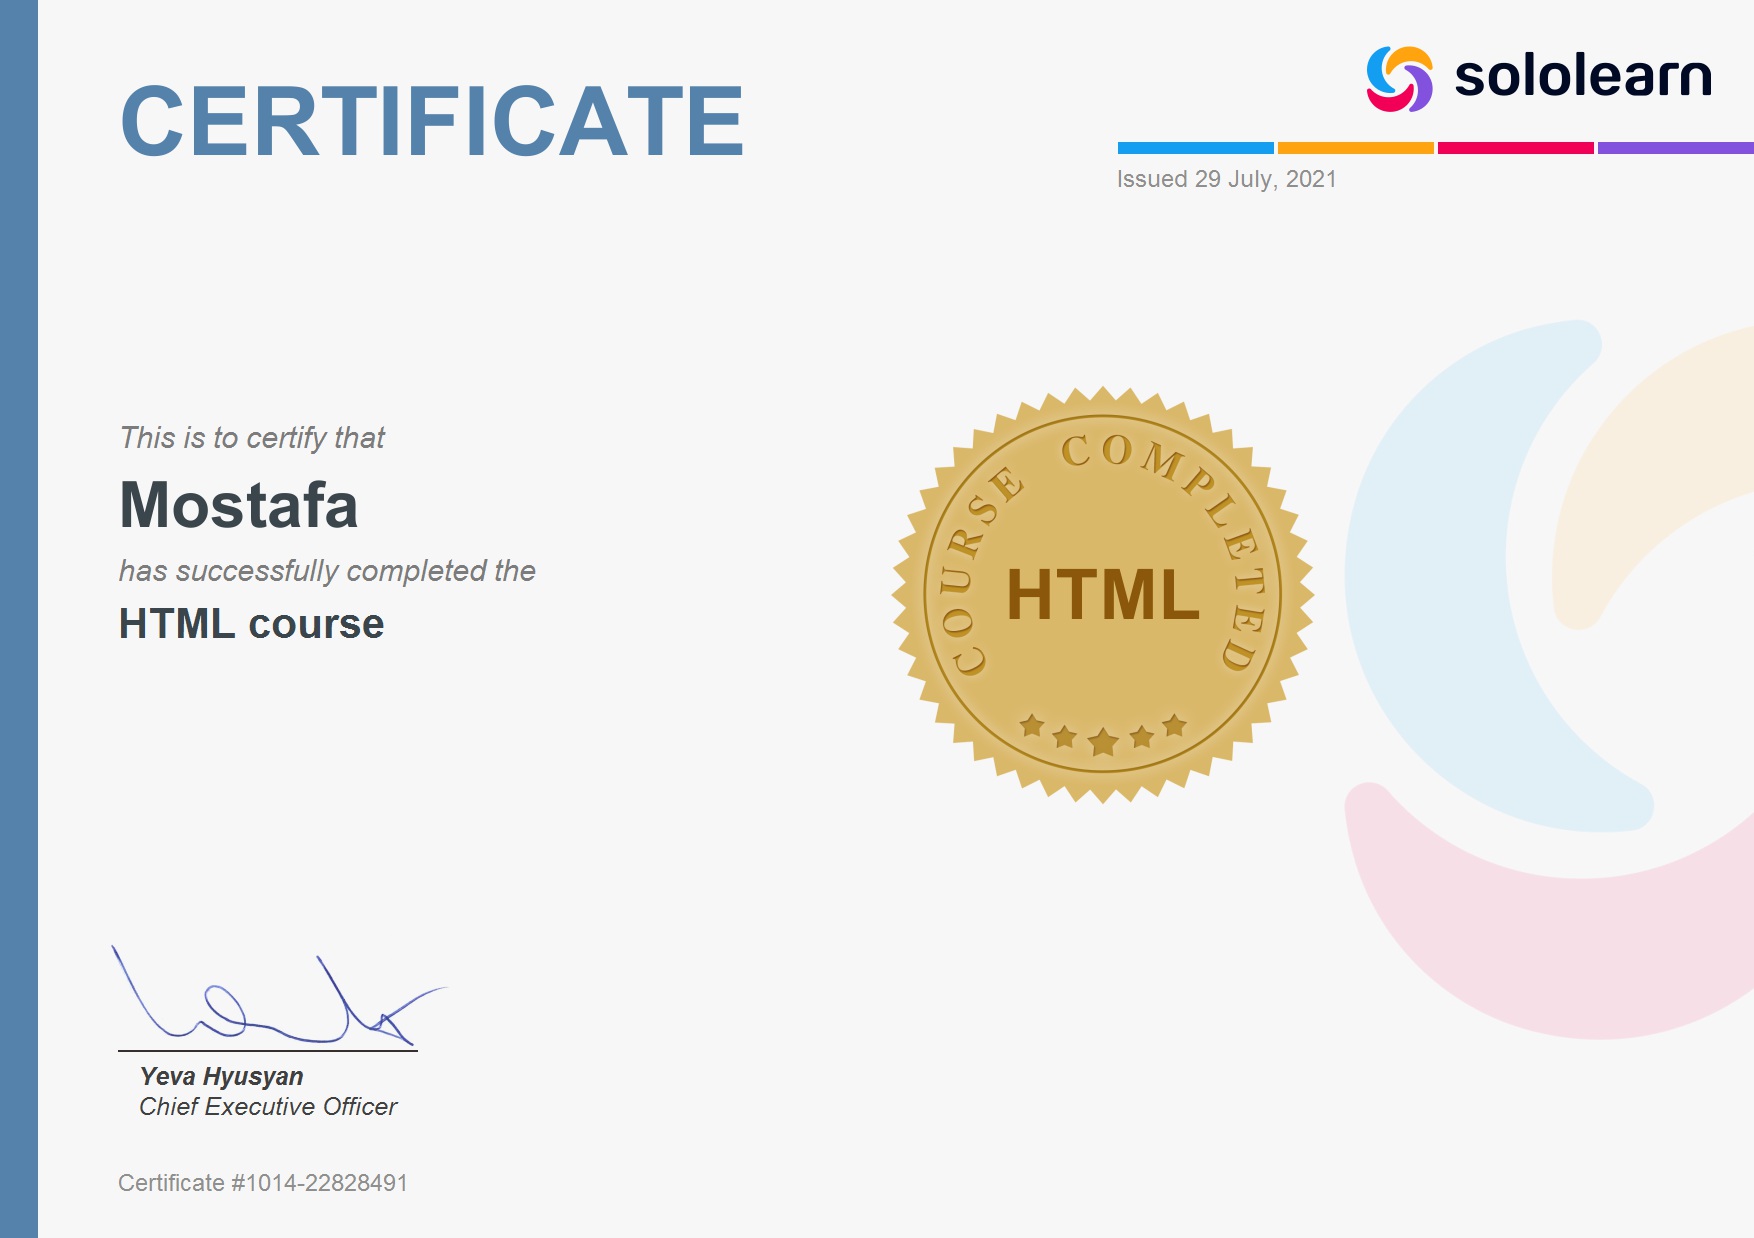 CERTIFICATE
sololearn
Issued 29 July, 2021
This is to certify that
Mostafa
has successfully completed the
HTML course
COURSE COMPLETED
HTML
Yeva Hyusyan
Chief Executive Officer
Certificate #1014-22828491